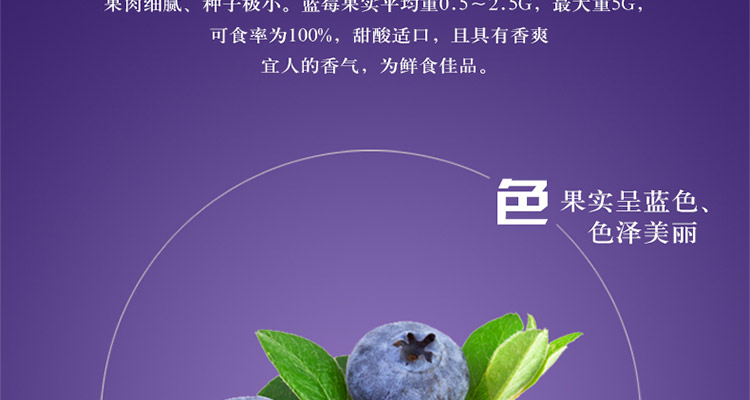 果肉细腻、种子极小。蓝莓果实平均重0.5~2.5G，最大重5G，
可食率为100%，甜酸适口，且具有香爽
宜人的香气，为鲜食佳品。
色 果实呈蓝色、
色泽美丽